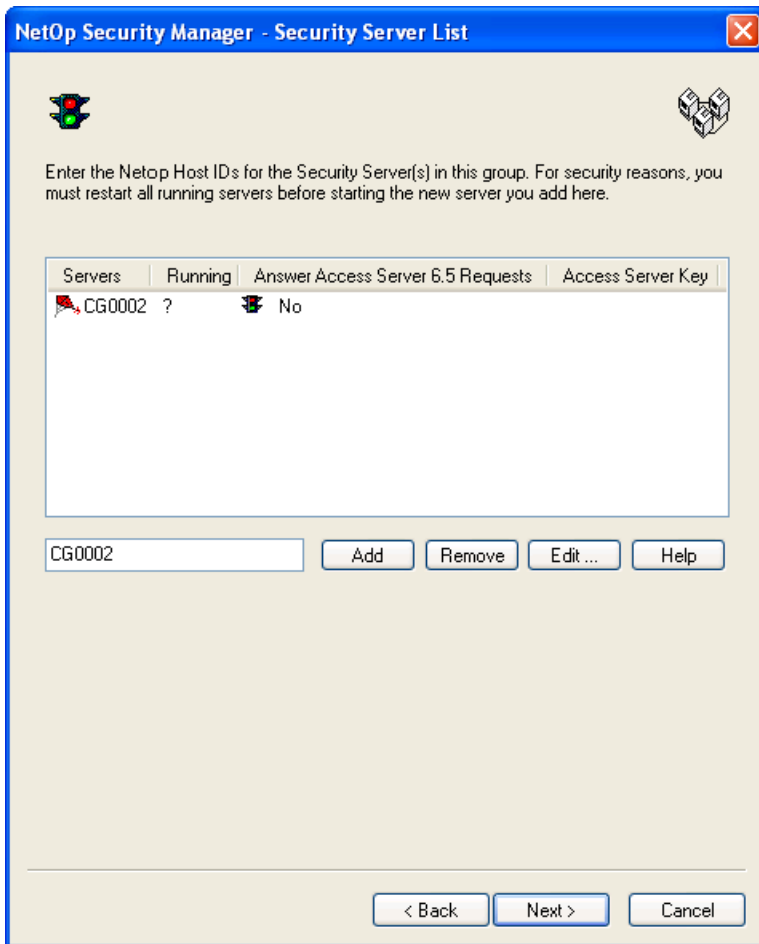 NetOp Security Manager - Security Server List
Enter the Netop Host IDs for the Security Server(s) in this group. For security reasons, you
must restart all running servers before starting the new server you add here.
Servers Running Answer Access Server 6.5 Requests Access Server Key
CG0002 ? No
CG0002 Add Remove Edit ... Help
< Back Next > Cancel